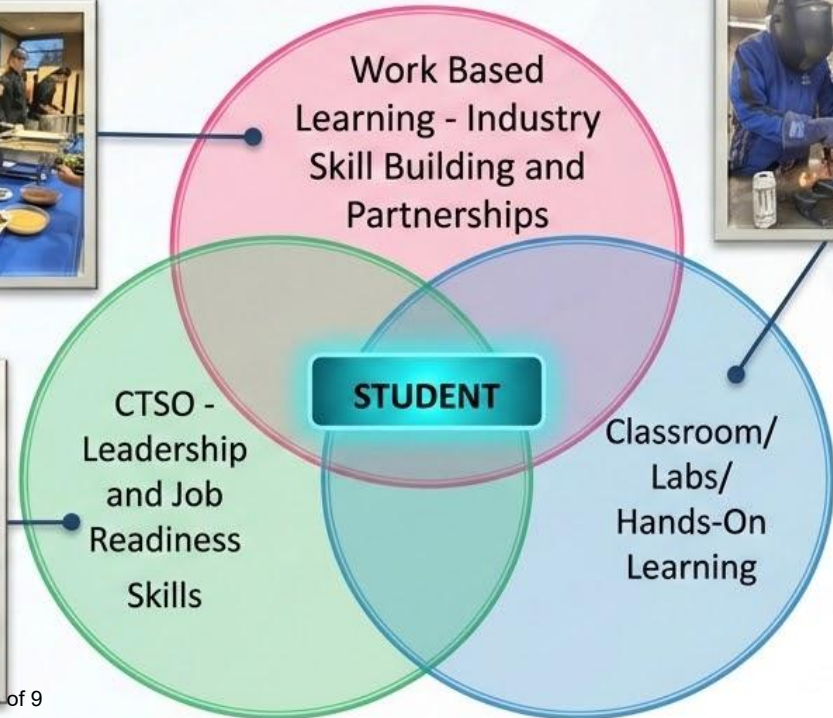 Work Based
Learning - Industry
Skill Building and
Partnerships
STUDENT
CTSO -
Leadership
and Job
Readiness
Skills
Classroom/
Labs/
Hands-On
Learning
of 9